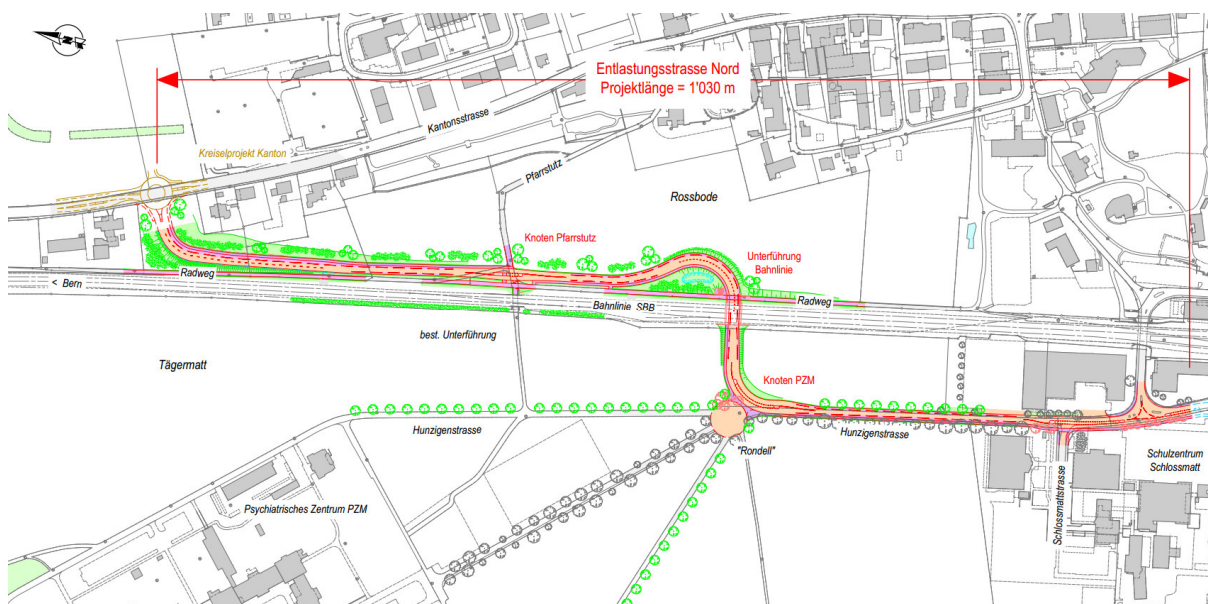 Entlastungsstrasse Nord
Projektlänge = 1'030 m
Kantonsstrasse
Kreiselprojekt Kanton
Pfarrstutz
Rossbode
Knoten Pfarrstutz
Unterführung
Bahnlinie
Radweg
Radweg
< Bern
Bahnlinie SBB
best. Unterführung
Tägermatt
Knoten PZM
Hunzigenstrasse
Hunzigenstrasse
"Rondell"
Schulzentrum
Schlossmatt
Schlossmattstrasse
Psychiatrisches Zentrum PZM